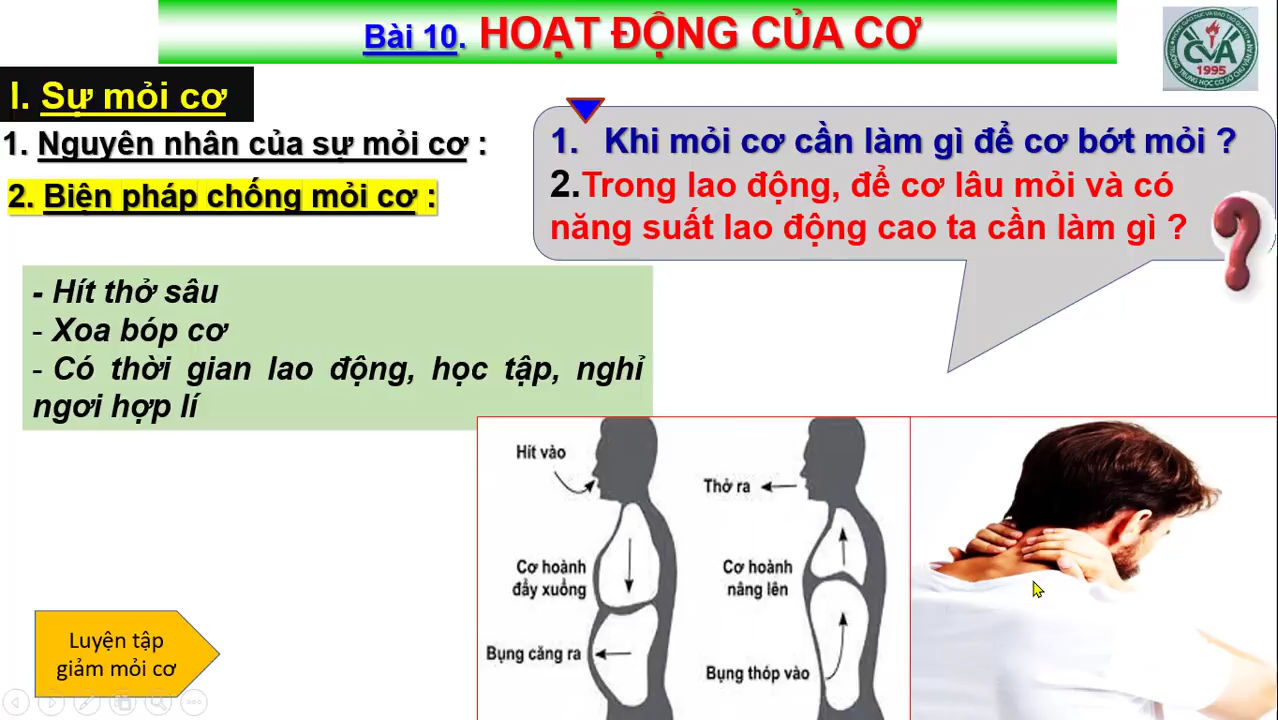 Bài 10. HOẠT ĐỘNG CỦA CƠ
CVA
1995
I. Sự mỏi cơ
1. Nguyên nhân của sự mỏi cơ :
2. Biện pháp chống mỏi cơ :
1. Khi mỏi cơ cần làm gì để cơ bớt mỏi ?
2.Trong lao động, để cơ lâu mỏi và có
năng suất lao động cao ta cần làm gì ?
- Hít thở sâu
- Xoa bóp cơ
- Có thời gian lao động, học tập, nghỉ
ngơi hợp lí
Hít vào
Cơ hoành
đẩy xuống
Bụng căng ra
Thở ra
Cơ hoành
nâng lên
Bụng thóp vào
Luyện tập
giảm mỏi cơ